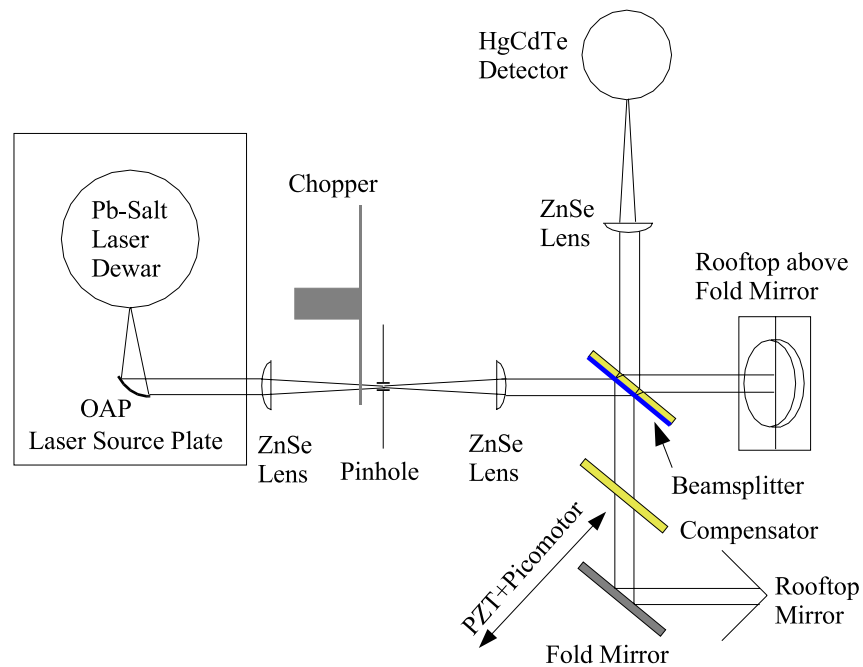 HgCdTe
Detector
Chopper
Pb-Salt
Laser
Dewar
ZnSe
Lens
Rooftop above
Fold Mirror
OAP
Laser Source Plate
ZnSe
Lens
Pinhole
ZnSe
Lens
Beamsplitter
Compensator
PZT+Picomotor
Rooftop
Mirror
Fold Mirror